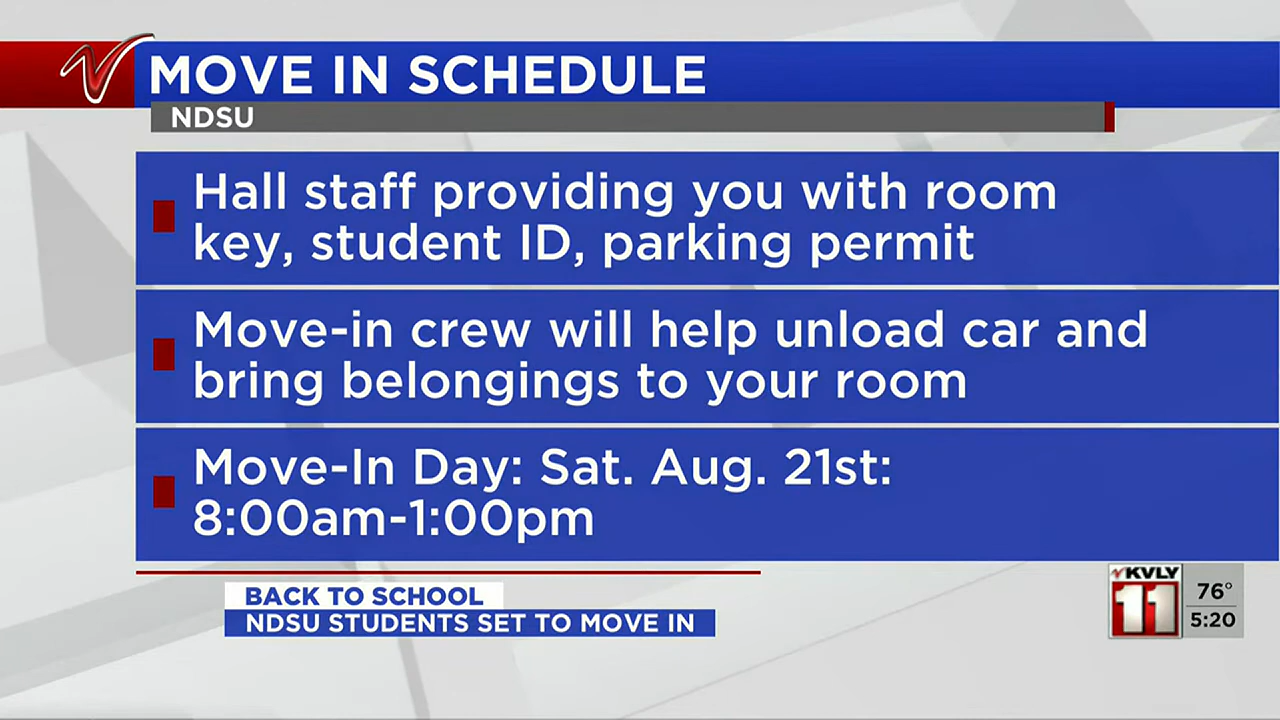 MOVE IN SCHEDULE
NDSU
Hall staff providing you with room
key, student ID, parking permit
Move-in crew will help unload car and
bring belongings to your room
Move-In Day: Sat. Aug. 21st:
8:00am-1:00pm
BACK TO SCHOOL
NDSU STUDENTS SET TO MOVE IN
KVLY
11
76°
5:20